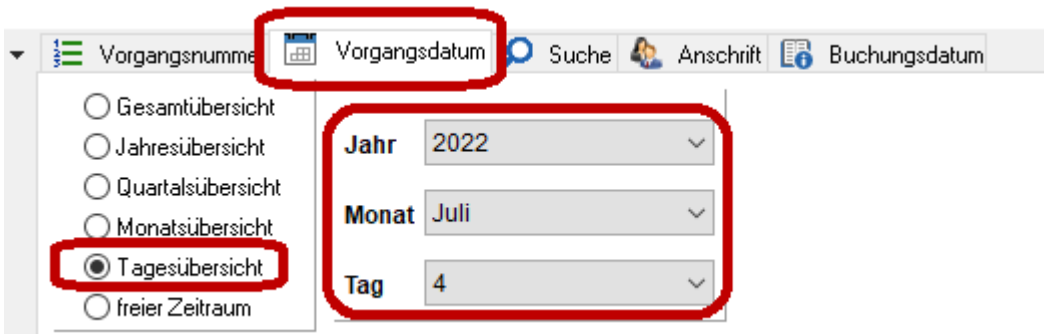 Vorgangsnumme Vorgangsdatum Suche Anschrift Buchungsdatum
Gesamtübersicht
Jahresübersicht
Quartalsübersicht
Monatsübersicht
Tagesübersicht
freier Zeitraum
Jahr 2022
Monat Juli
Tag 4